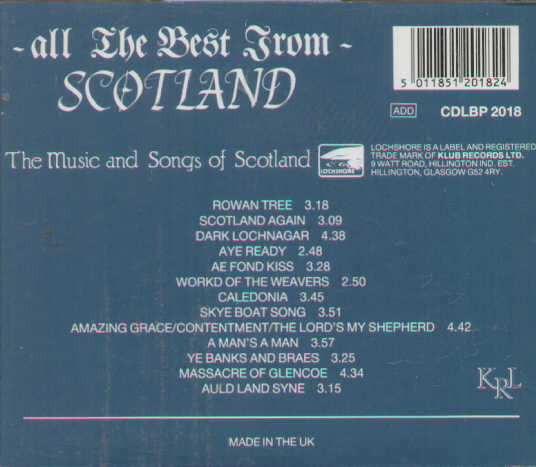 ~ all The Best From ~
SCOTLAND
5 011851 201824
ADD CDLBP 2018
The Music and Songs of Scotland
LOCHSHORE
LOCHSHORE IS A LABEL AND REGISTERED
TRADE MARK OF KLUB RECORDS LTD.
9 WATT ROAD, HILLINGTON IND. EST.
HILLINGTON, GLASGOW G52 4RY.
ROWAN TREE 3.18
SCOTLAND AGAIN 3.09
DARK LOCHNAGAR 4.38
AYE READY 2.48
AE FOND KISS 3.28
WORKD OF THE WEAVERS 2.50
CALEDONIA 3.45
SKYE BOAT SONG 3.51
AMAZING GRACE/CONTENTMENT/THE LORD'S MY SHEPHERD 4.42
A MAN'S A MAN 3.57
YE BANKS AND BRAES 3.25
MASSACRE OF GLENCOE 4.34
AULD LAND SYNE 3.15
KRL
MADE IN THE UK